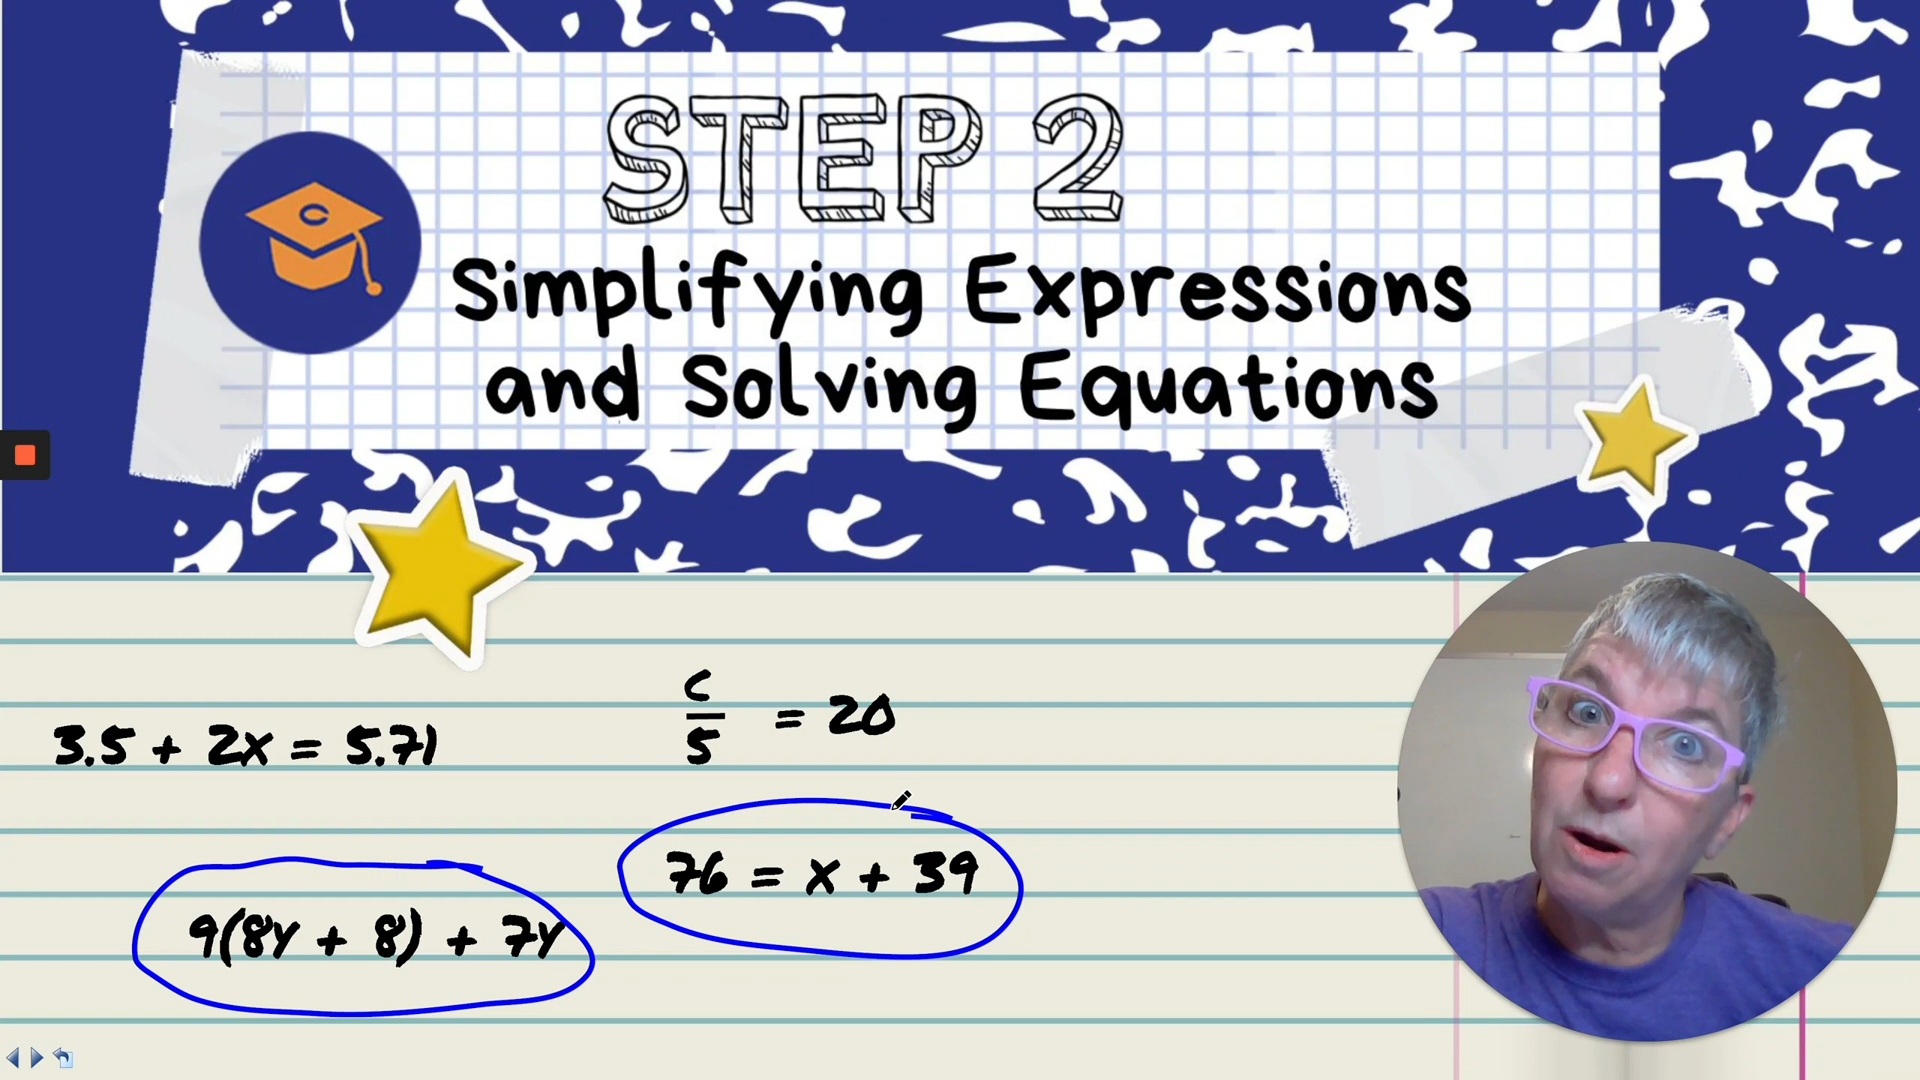 STEP 2
Simplifying Expressions
and Solving Equations
3.5 + 2x = 5.71
c
5
= 20
76 = x + 39
9(8y + 8) + 7y